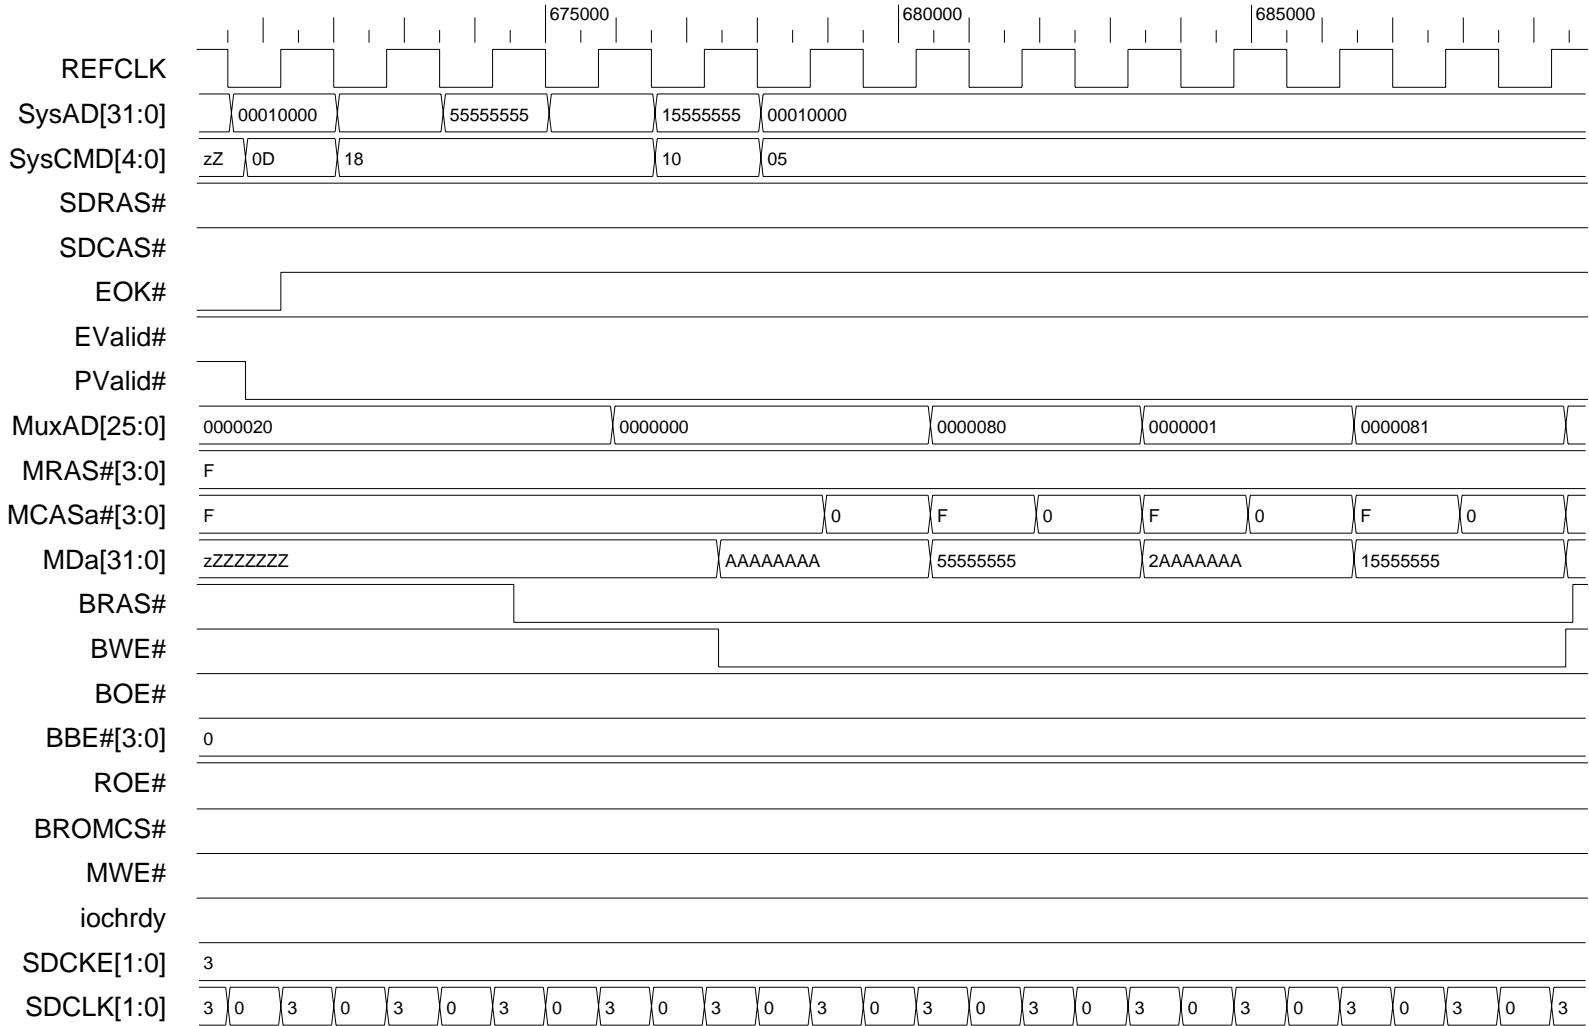 675000 680000 685000
REFCLK
SysAD[31:0] 00010000 55555555 15555555 00010000
SysCMD[4:0] zZ 0D 18 10 05
SDRAS#
SDCAS#
EOK#
EValid#
PValid#
MuxAD[25:0] 0000020 0000000 0000080 0000001 0000081
MRAS#[3:0] F
MCASa#[3:0] F 0 F 0 F 0 F 0
MDa[31:0] zZZZZZZZ AAAAAAAA 55555555 2AAAAAAA 15555555
BRAS#
BWE#
BOE#
BBE#[3:0] 0
ROE#
BROMCS#
MWE#
iochrdy
SDCKE[1:0] 3
SDCLK[1:0] 3 0 3 0 3 0 3 0 3 0 3 0 3 0 3 0 3 0 3 0 3 0 3 0 3 0 3